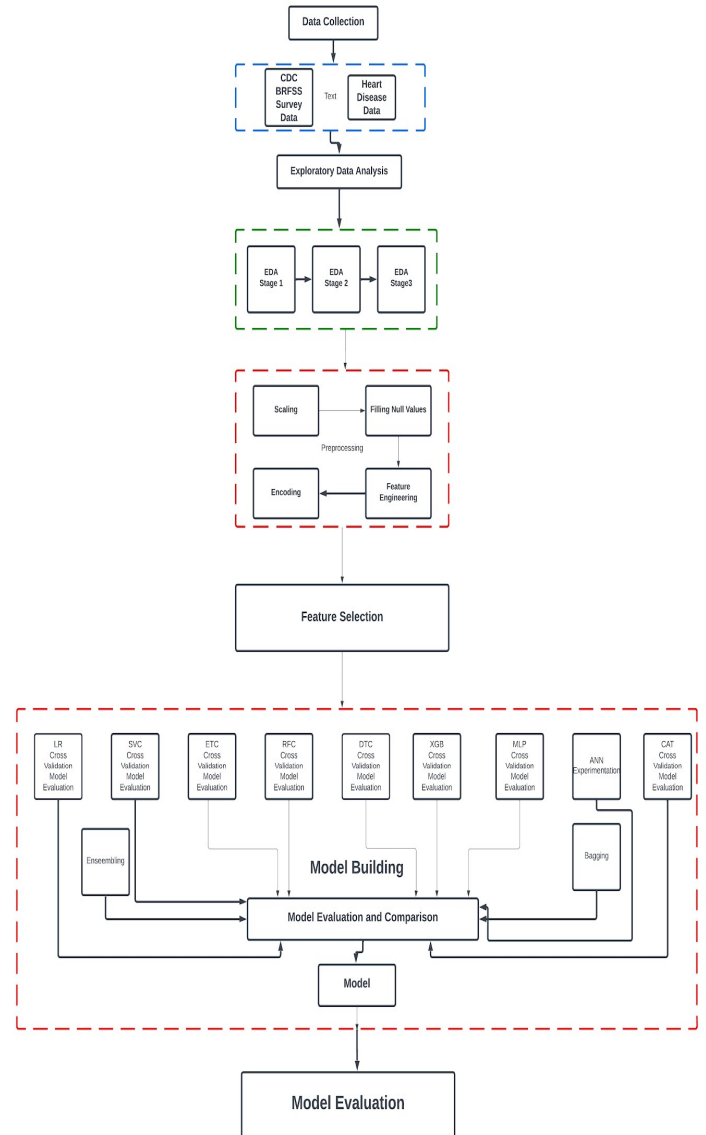 Data Collection
CDC
BRFSS
Survey
Data
Text
Heart
Disease
Data
Exploratory Data Analysis
EDA
Stage 1
EDA
Stage 2
EDA
Stage3
Scaling
Filling Null Values
Preprocessing
Encoding
Feature
Engineering
Feature Selection
LR
Cross
Validation
Model
Evaluation
SVC
Cross
Validation
Model
Evaluation
ETC
Cross
Validation
Model
Evaluation
RFC
Cross
Validation
Model
Evaluation
DTC
Cross
Validation
Model
Evaluation
XGB
Cross
Validation
Model
Evaluation
MLP
Cross
Validation
Model
Evaluation
ANN
Experimentation
CAT
Cross
Validation
Model
Evaluation
Enseembling
Bagging
Model Building
Model Evaluation and Comparison
Model
Model Evaluation